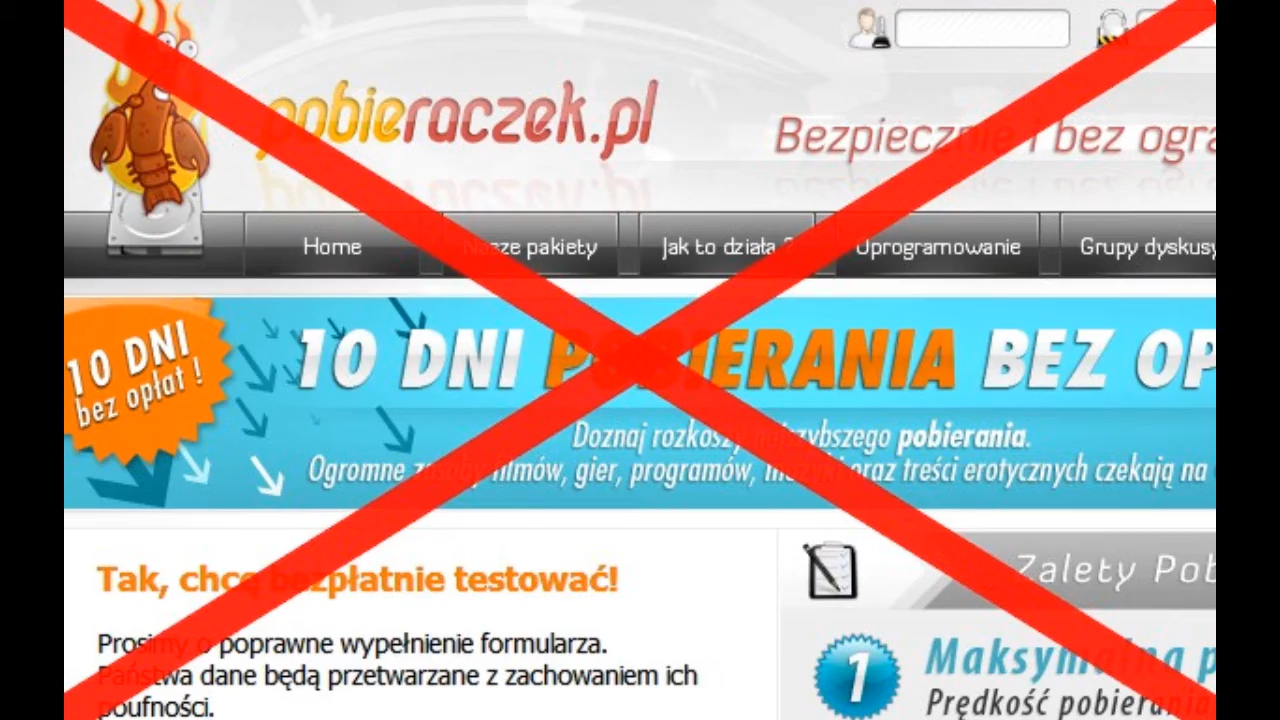 pobieraczek.pl
Bezpiecznie i bez ogra
Home Nasze pakiety Jak to działa ? Uprogramowanie Grupy dyskusy
10 DNI
bez opłat !
10 DNI POBIERANIA BEZ OP
Doznaj rozkoszy najszybszego pobierania.
Ogromne zasoby filmów, gier, programów, muzyki oraz treści erotycznych czekają na
Tak, chcę bezpłatnie testować!
Prosimy o poprawne wypełnienie formularza.
Państwa dane będą przetwarzane z zachowaniem ich
poufności.
Zalety Pob
1
Maksymalna p
Prędkość pobierania